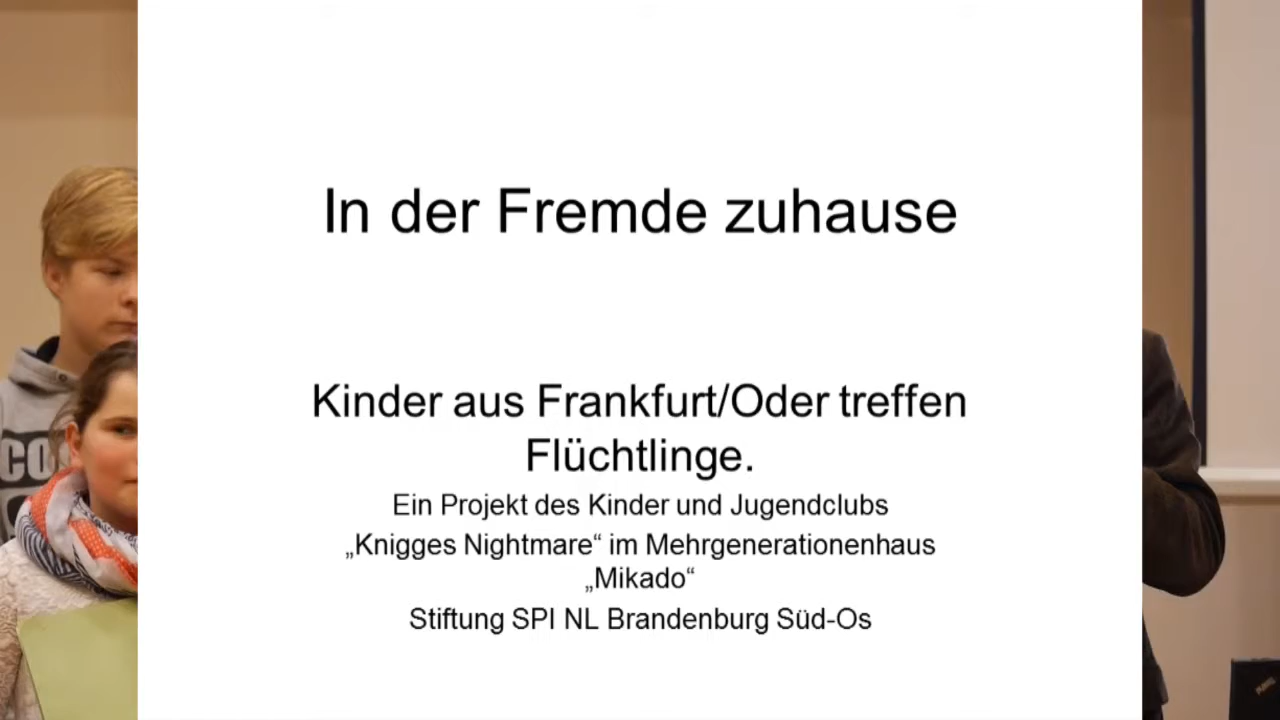 In der Fremde zuhause
Kinder aus Frankfurt/Oder treffen
Flüchtlinge.
Ein Projekt des Kinder und Jugendclubs
„Knigges Nightmare“ im Mehrgenerationenhaus
„Mikado“
Stiftung SPI NL Brandenburg Süd-Os